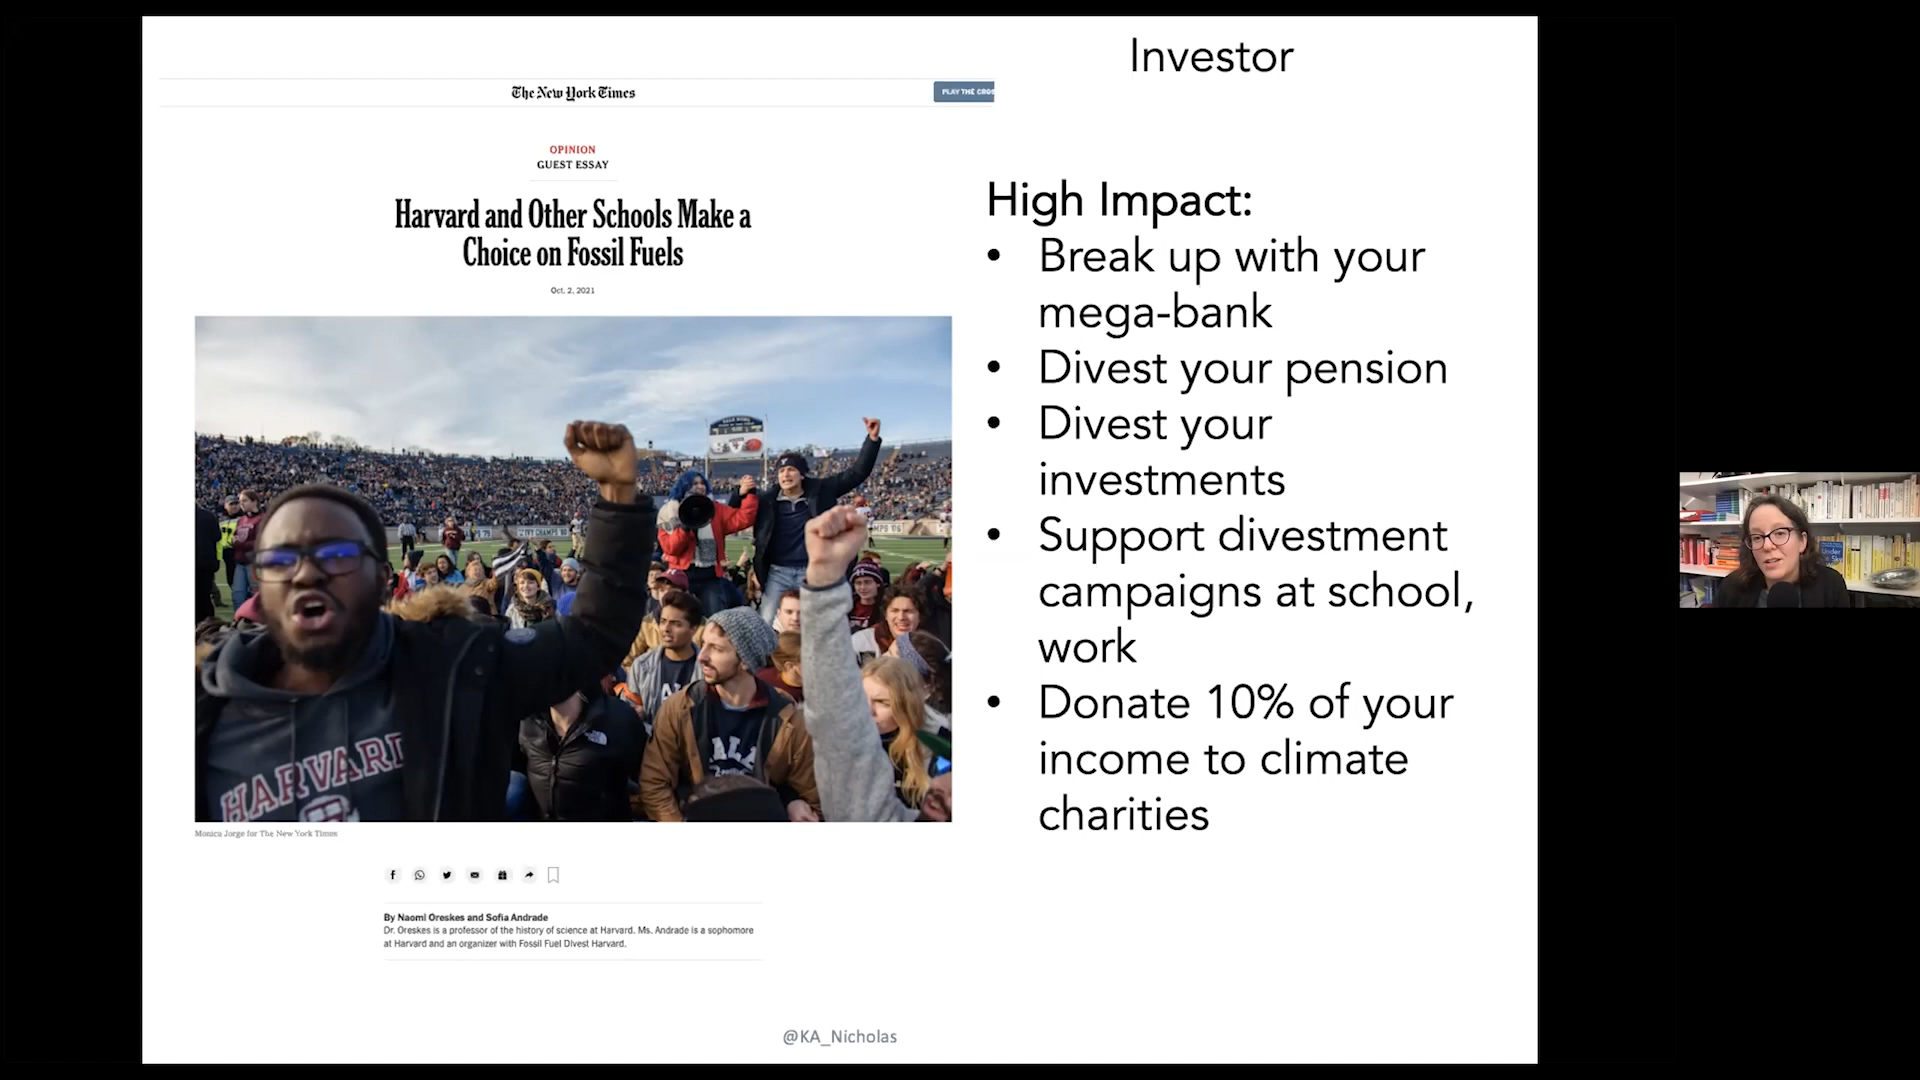 Investor
The New York Times
PLAY THE CROS
OPINION
GUEST ESSAY
Harvard and Other Schools Make a
Choice on Fossil Fuels
Oct. 2, 2021
IVY CHAMPS
HARVARD
Monica Jorge for The New York Times
By Naomi Oreskes and Sofia Andrade
Dr. Oreskes is a professor of the history of science at Harvard. Ms. Andrade is a sophomore
at Harvard and an organizer with Fossil Fuel Divest Harvard.
High Impact:
• Break up with your
mega-bank
• Divest your pension
• Divest your
investments
• Support divestment
campaigns at school,
work
• Donate 10% of your
income to climate
charities
@KA_Nicholas
Under
Sky